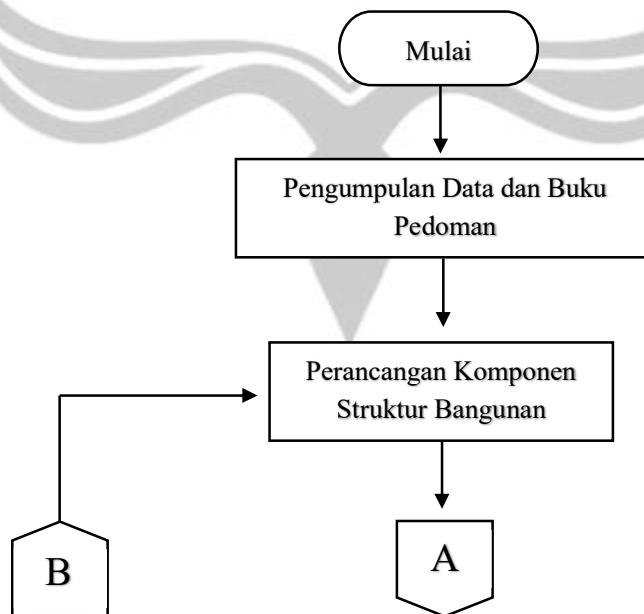 Mulai
Pengumpulan Data dan Buku
Pedoman
Perancangan Komponen
Struktur Bangunan
B
A